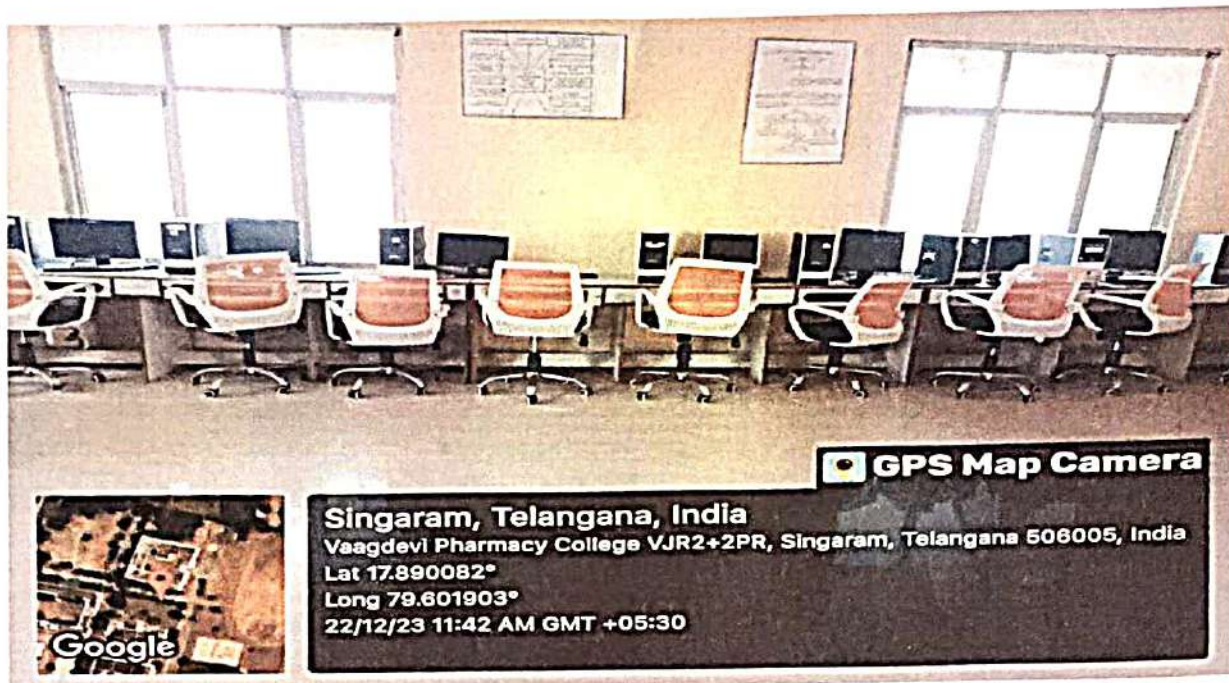 GPS Map Camera
Singaram, Telangana, India
Vaagdevi Pharmacy College VJR2+2PR, Singaram, Telangana 506005, India
Lat 17.890082°
Long 79.601903°
22/12/23 11:42 AM GMT +05:30
Google